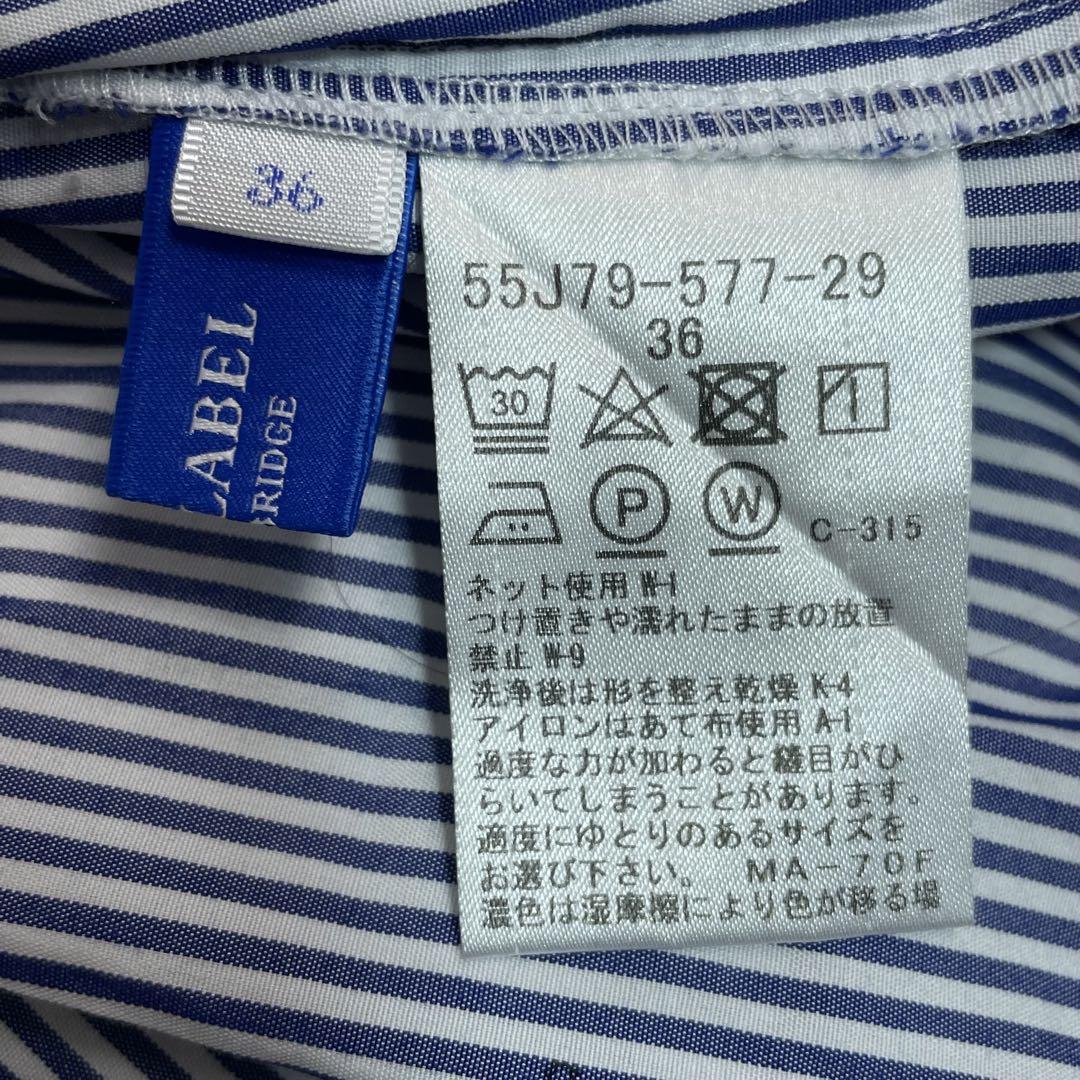 36
LABEL
BRIDGE
55J79-577-29
36
30
P
W
C-315
ネット使用 W-1
つけ置きや濡れたままの放置
禁止 W-9
洗浄後は形を整え乾燥 K-4
アイロンはあて布使用 A-1
過度な力が加わると縫目がひ
らいてしまうことがあります。
適度にゆとりのあるサイズを
お選び下さい。 MA-70F
濃色は湿摩擦により色が移る場